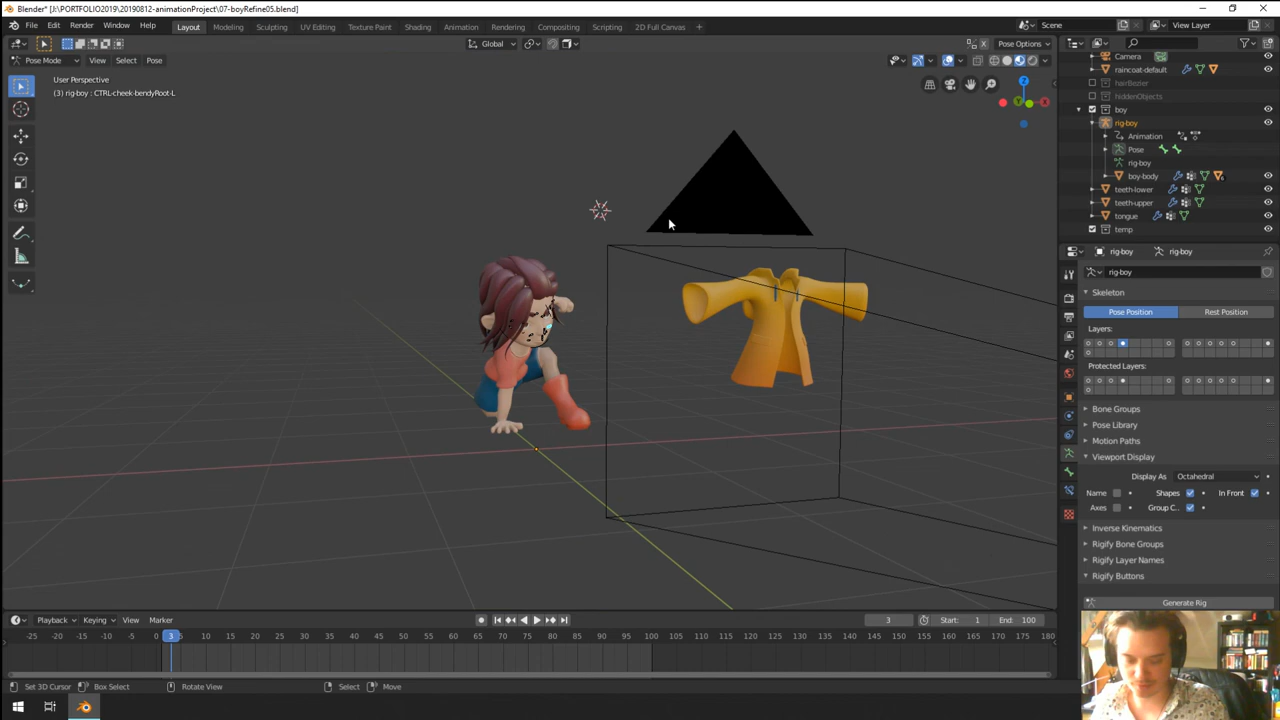 Blender* [J:\PORTFOLIO2019\20190812-animationProject\07-boyRefine05.blend]
File Edit Render Window Help Layout Modeling Sculpting UV Editing Texture Paint Shading Animation Rendering Compositing Scripting 2D Full Canvas + Scene View Layer
Global Pose Options
Pose Mode View Select Pose
User Perspective
(3) rig-boy : CTRL-cheek-bendyRoot-L
Z
Y
X
Camera
raincoat-default
hairBezier
hiddenObjects
boy
rig-boy
Animation
Pose
rig-boy
boy-body
teeth-lower
teeth-upper
tongue
temp
rig-boy rig-boy
rig-boy
Skeleton
Pose Position Rest Position
Layers:
Protected Layers:
Bone Groups
Pose Library
Motion Paths
Viewport Display
Display As Octahedral
Name Shapes In Front
Axes Group C..
Inverse Kinematics
Rigify Bone Groups
Rigify Layer Names
Rigify Buttons
Generate Rig
Playback Keying View Marker 3 Start: 1 End: 100
-25 -20 -15 -10 -5 0 3 5 10 15 20 25 30 35 40 45 50 55 60 65 70 75 80 85 90 95 100 105 110 115 120 125 130 135 140 145 150 155 160 165 170 175 180
Set 3D Cursor Box Select Rotate View Select Move